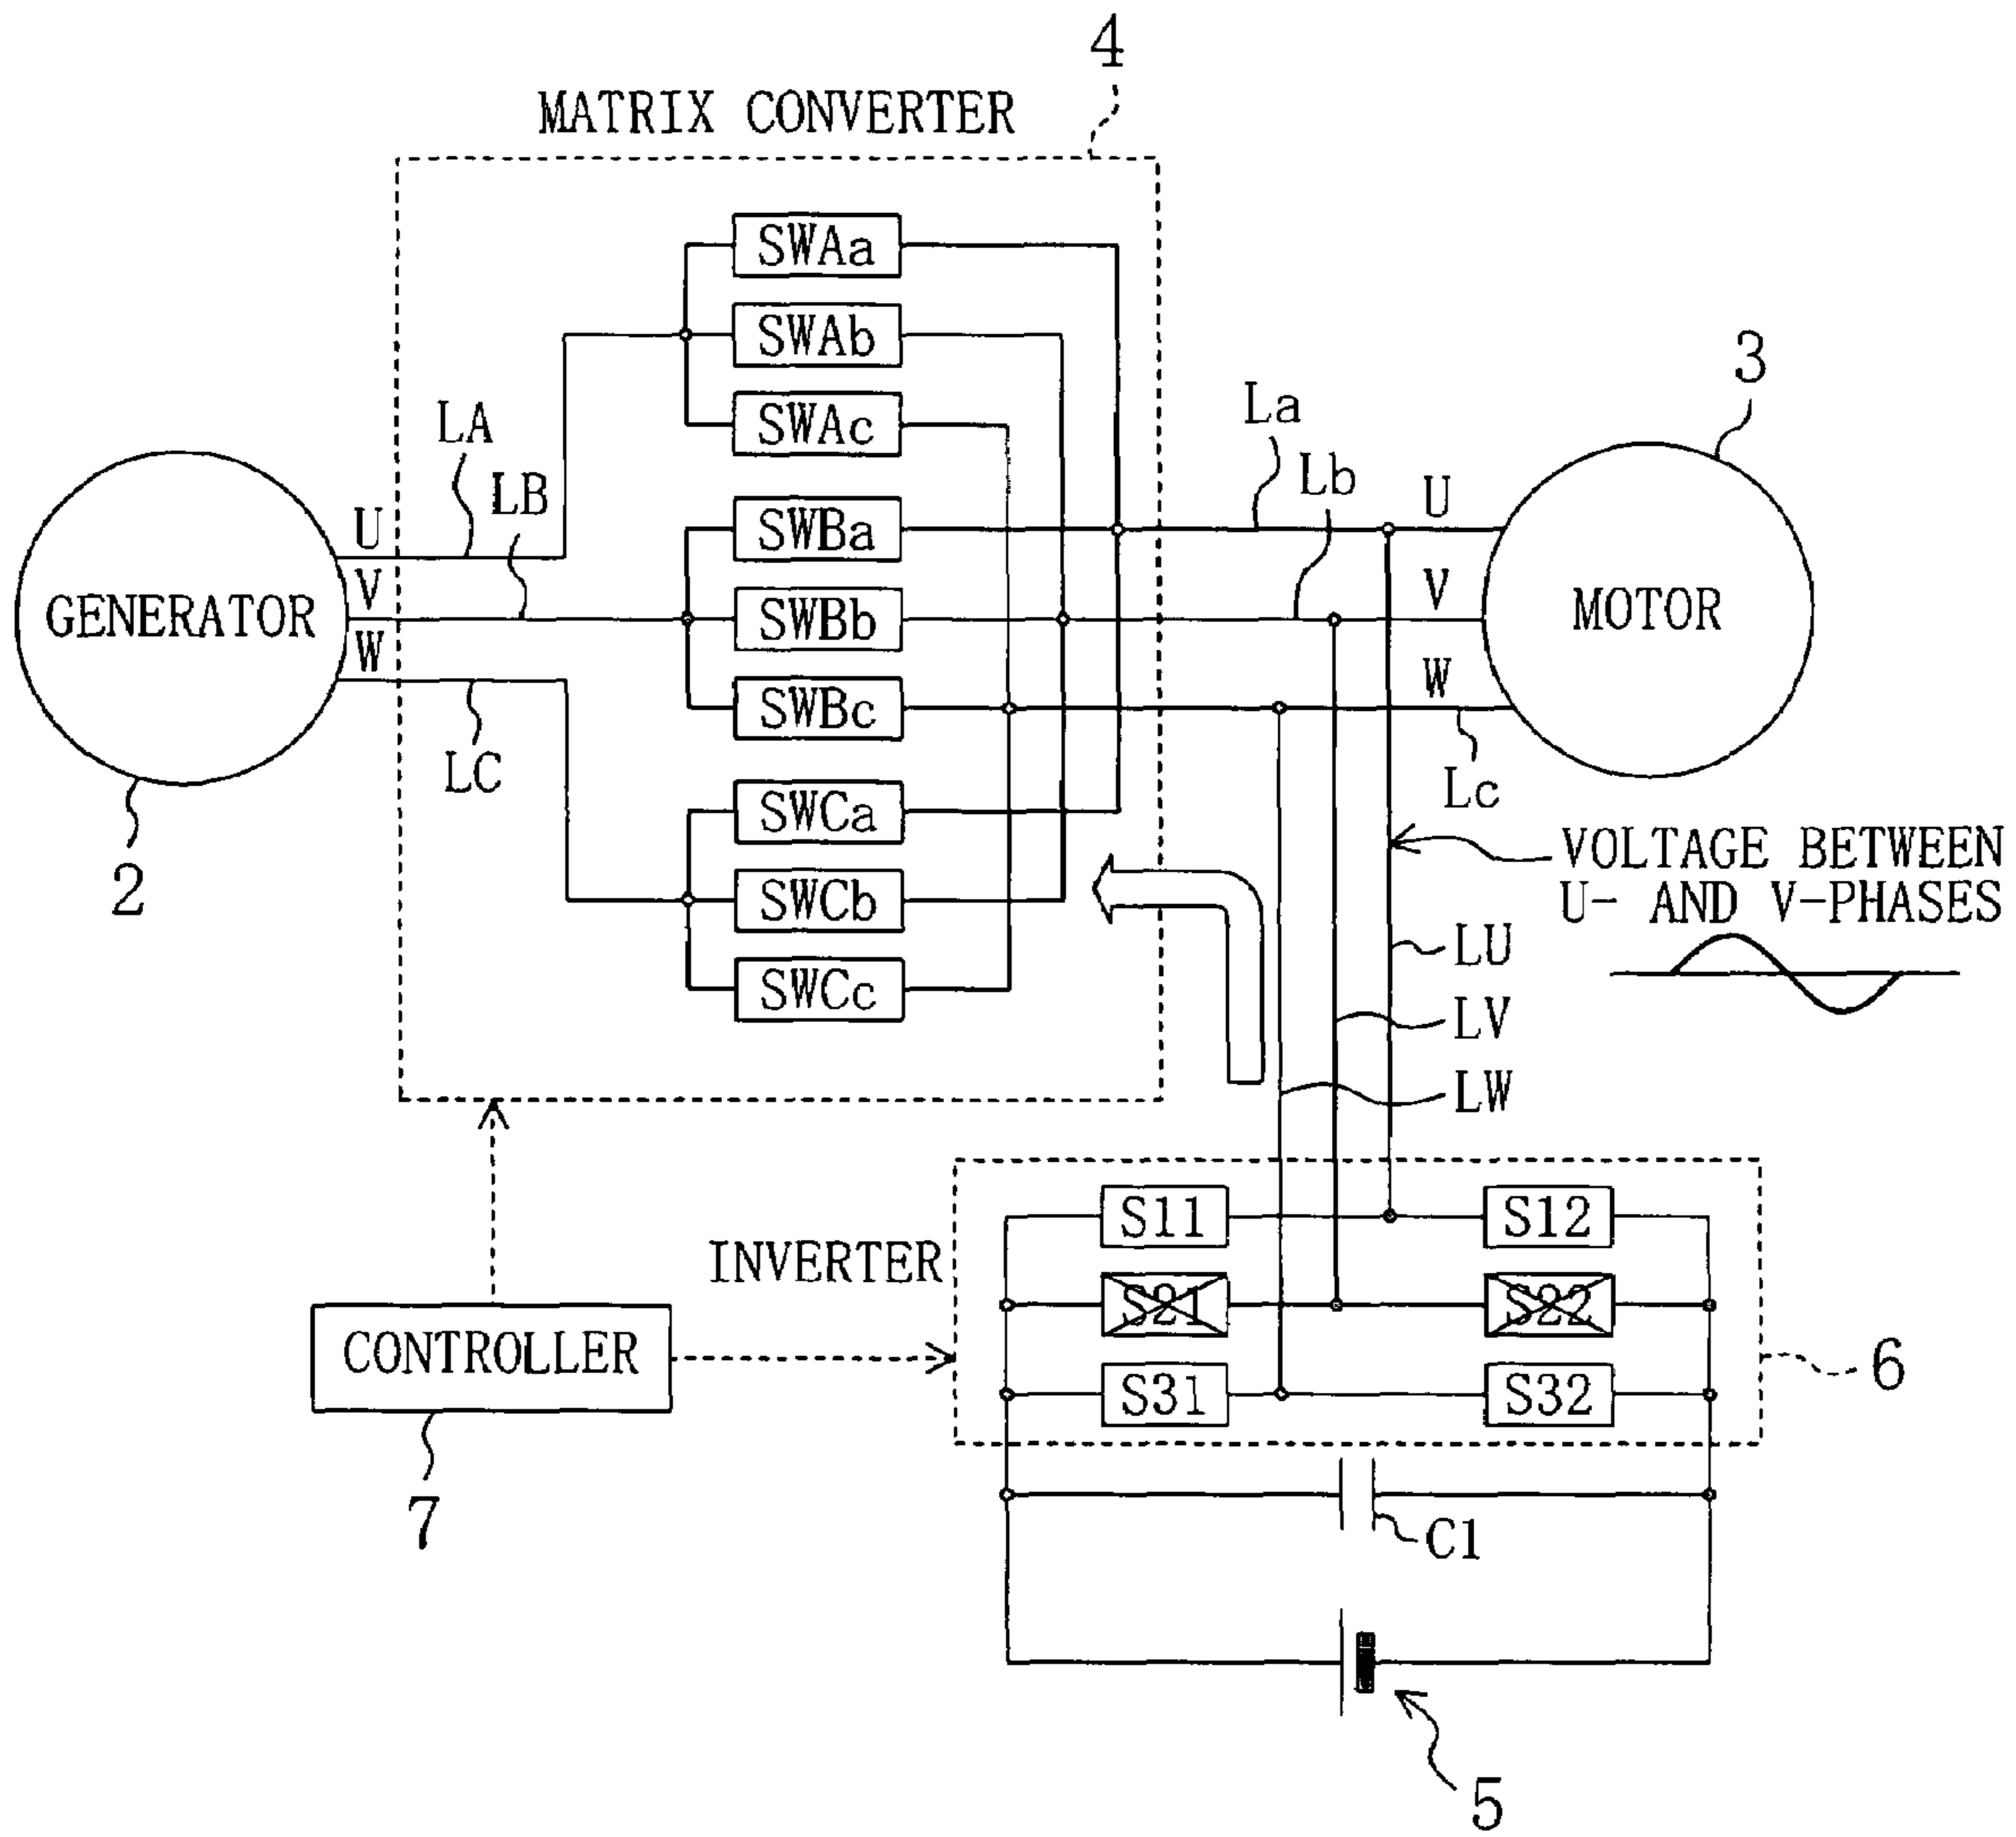 4
MATRIX CONVERTER
SWAa
SWAb
SWAc
LA
LB
U
V
W
LC
GENERATOR
2
SWBa
SWBb
SWBc
SWCa
SWCb
SWCc
La
Lb
U
V
W
Lc
3
MOTOR
VOLTAGE BETWEEN
U- AND V-PHASES
LU
LV
LW
INVERTER
S11
S12
S21
S22
S31
S32
6
CONTROLLER
7
C1
5